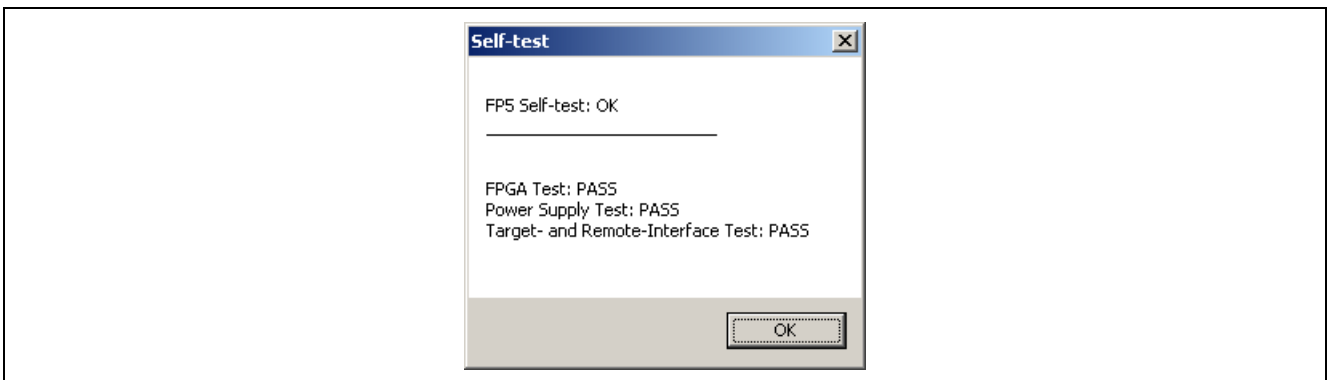 Self-test
FP5 Self-test: OK
FPGA Test: PASS
Power Supply Test: PASS
Target- and Remote-Interface Test: PASS
OK